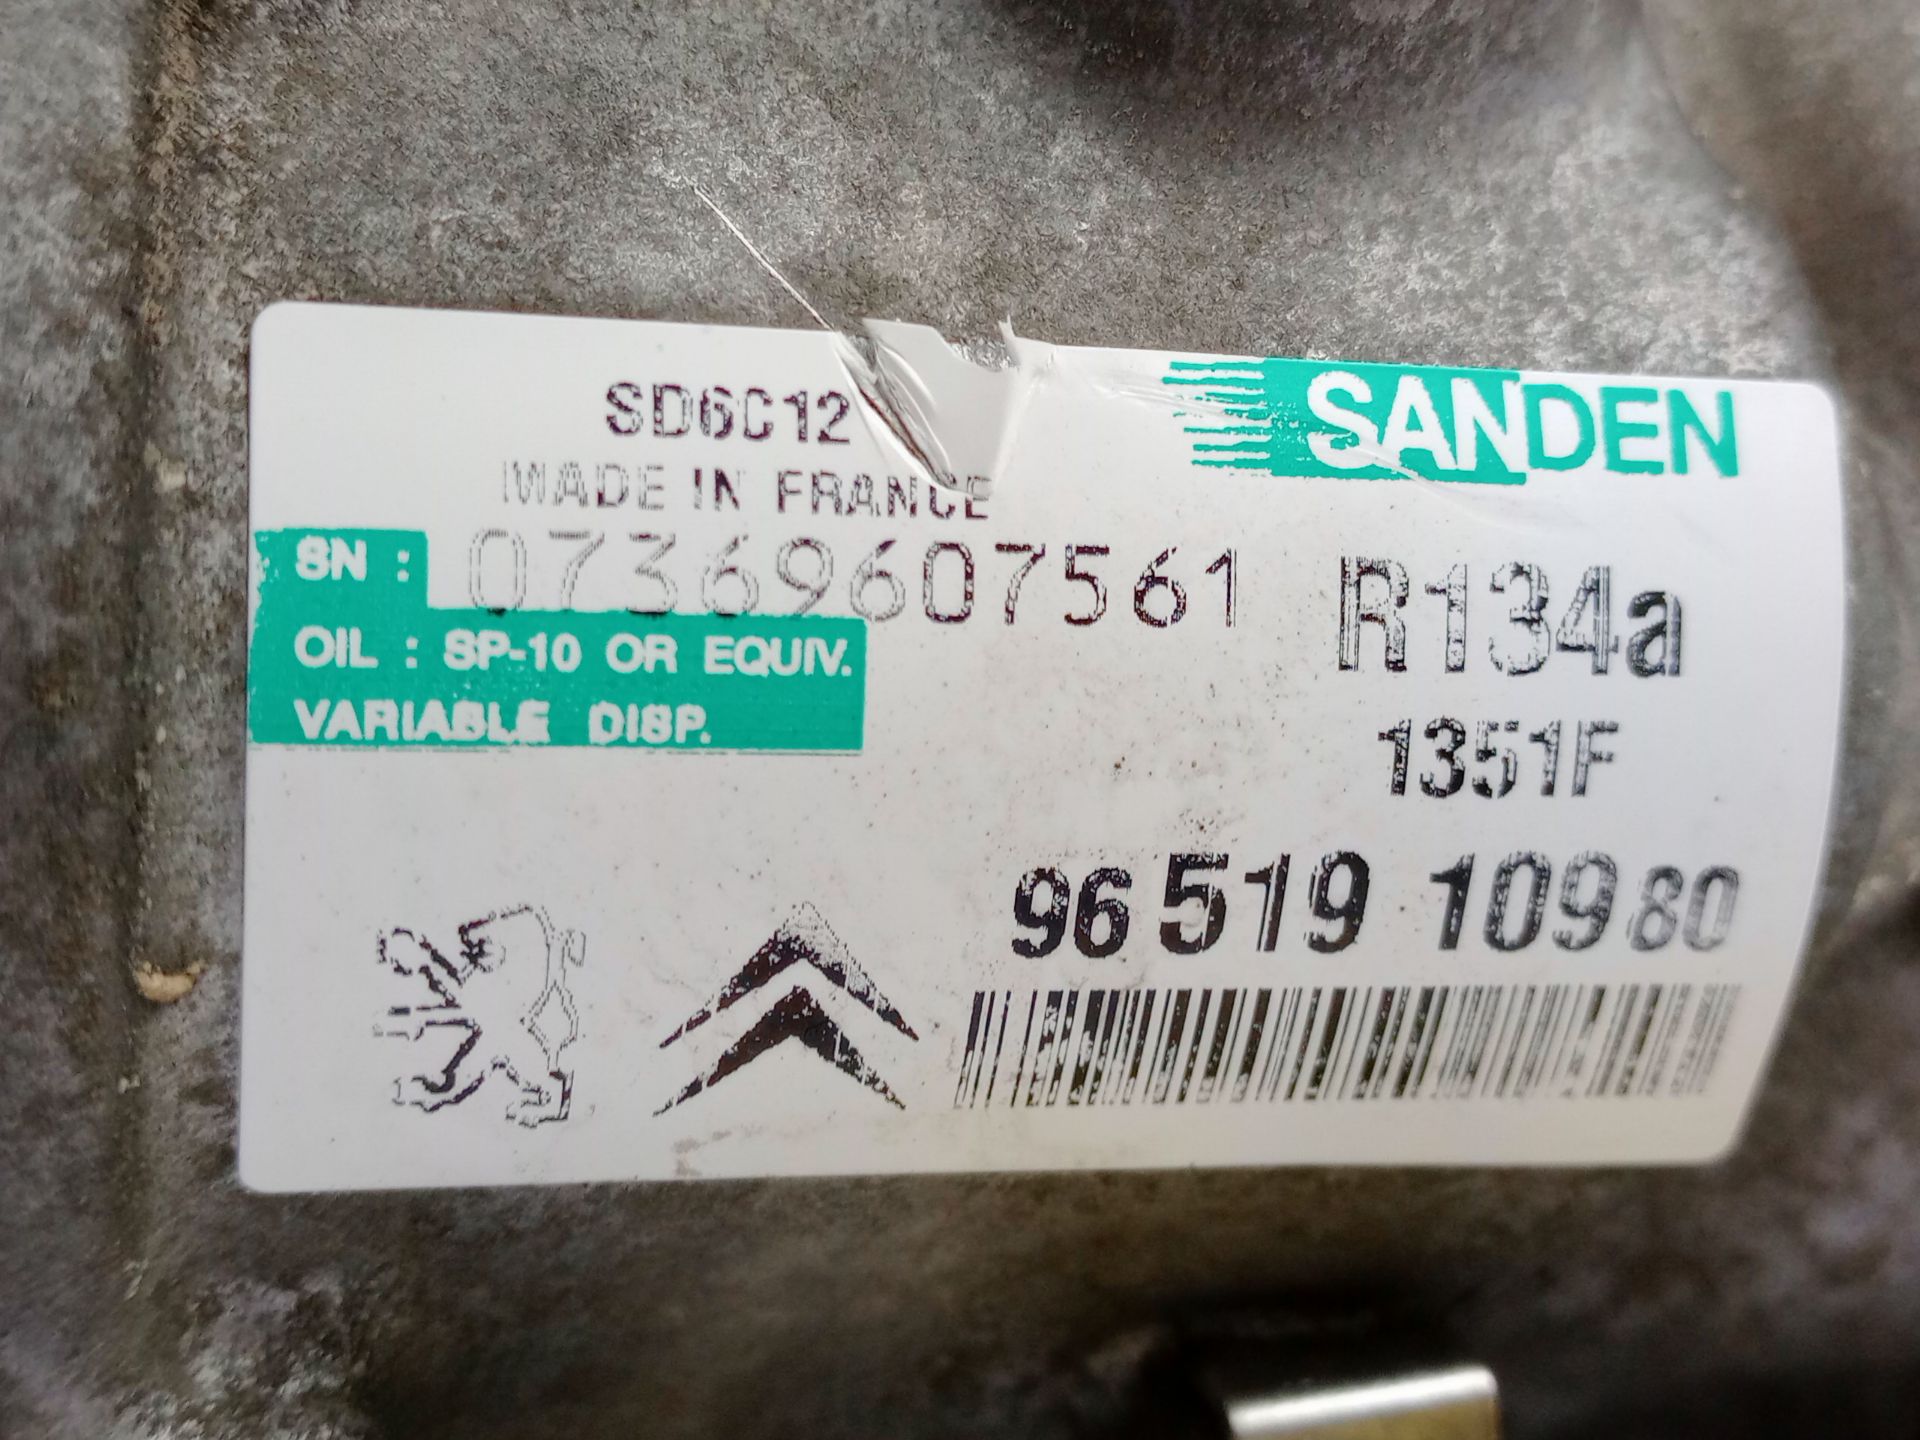 SD6C12
SANDEN
MADE IN FRANCE
SN : 07369607561
R134a
OIL : SP-10 OR EQUIV.
VARIABLE DISP.
1351F
96 519 109 80